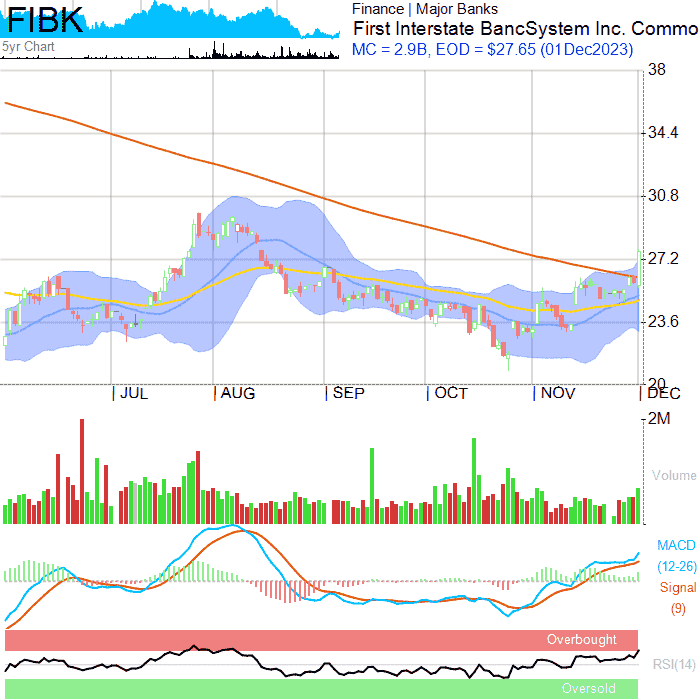 FIBK
5yr Chart
Finance | Major Banks
First Interstate BancSystem Inc. Commo
MC = 2.9B, EOD = $27.65 (01Dec2023)
38
34.4
30.8
27.2
23.6
20
JUL AUG SEP OCT NOV DEC
2M
Volume
MACD
(12-26)
Signal
(9)
Overbought
RSI(14)
Oversold